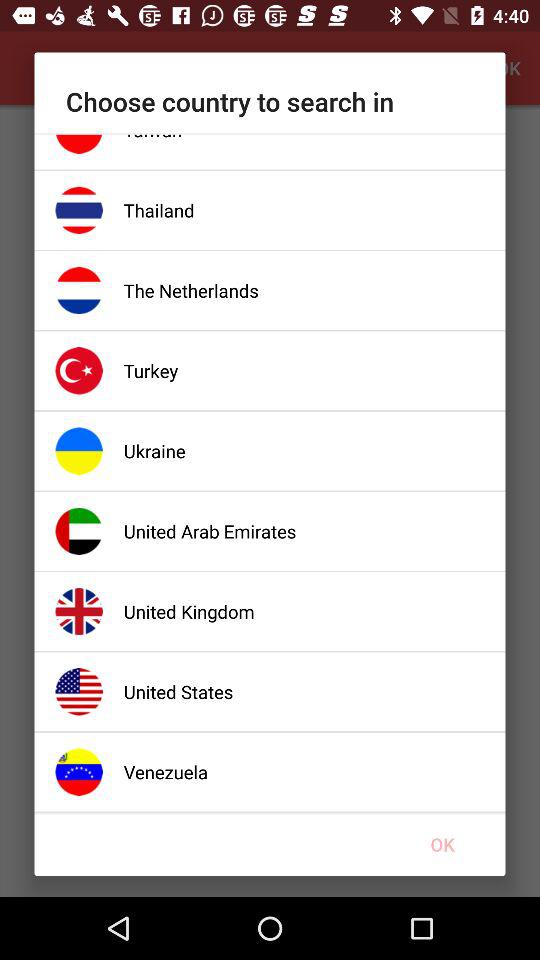 4:40
OK
Choose country to search in
Taiwan
Thailand
The Netherlands
Turkey
Ukraine
United Arab Emirates
United Kingdom
United States
Venezuela
OK